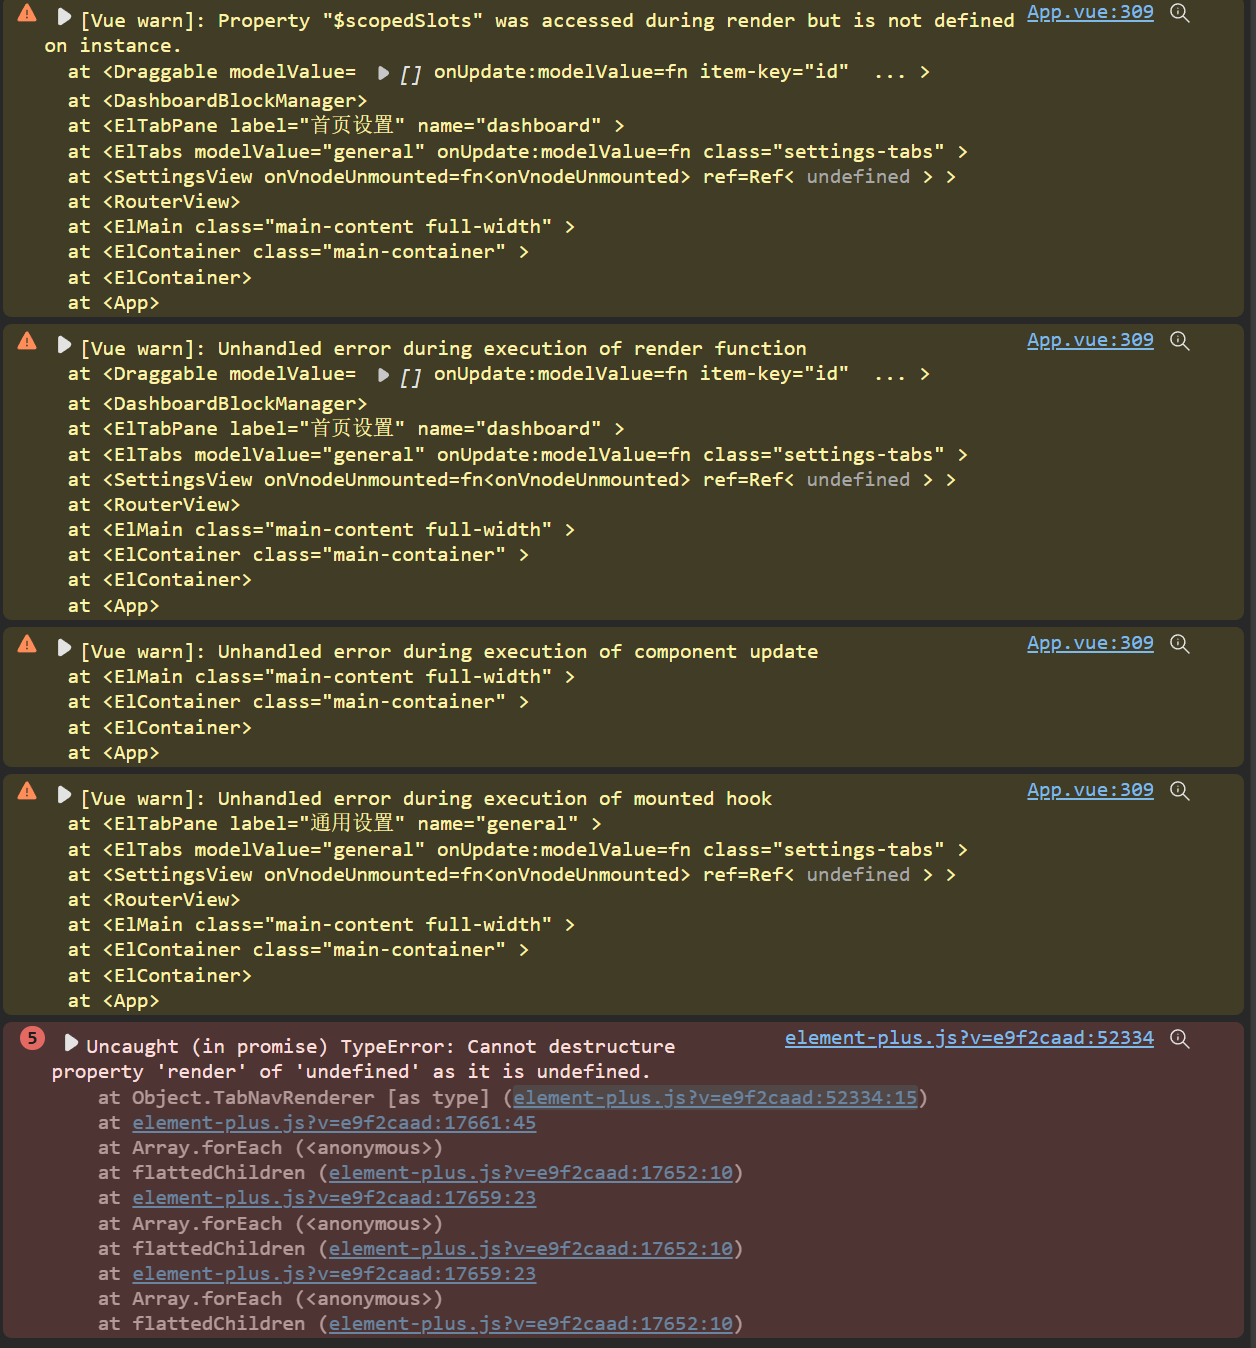 [Vue warn]: Property "$scopedSlots" was accessed during render but is not defined App.vue:309
on instance.
at <Draggable modelValue= ▶ [] onUpdate:modelValue=fn item-key="id" ... >
at <DashboardBlockManager>
at <ElTabPane label="首页设置" name="dashboard" >
at <ElTabs modelValue="general" onUpdate:modelValue=fn class="settings-tabs" >
at <SettingsView onVnodeUnmounted=fn<onVnodeUnmounted> ref=Ref< undefined > >
at <RouterView>
at <ElMain class="main-content full-width" >
at <ElContainer class="main-container" >
at <ElContainer>
at <App>
[Vue warn]: Unhandled error during execution of render function App.vue:309
at <Draggable modelValue= ▶ [] onUpdate:modelValue=fn item-key="id" ... >
at <DashboardBlockManager>
at <ElTabPane label="首页设置" name="dashboard" >
at <ElTabs modelValue="general" onUpdate:modelValue=fn class="settings-tabs" >
at <SettingsView onVnodeUnmounted=fn<onVnodeUnmounted> ref=Ref< undefined > >
at <RouterView>
at <ElMain class="main-content full-width" >
at <ElContainer class="main-container" >
at <ElContainer>
at <App>
[Vue warn]: Unhandled error during execution of component update App.vue:309
at <ElMain class="main-content full-width" >
at <ElContainer class="main-container" >
at <ElContainer>
at <App>
[Vue warn]: Unhandled error during execution of mounted hook App.vue:309
at <ElTabPane label="通用设置" name="general" >
at <ElTabs modelValue="general" onUpdate:modelValue=fn class="settings-tabs" >
at <SettingsView onVnodeUnmounted=fn<onVnodeUnmounted> ref=Ref< undefined > >
at <RouterView>
at <ElMain class="main-content full-width" >
at <ElContainer class="main-container" >
at <ElContainer>
at <App>
5 Uncaught (in promise) TypeError: Cannot destructure element-plus.js?v=e9f2caad:52334
property 'render' of 'undefined' as it is undefined.
at Object.TabNavRenderer [as type] (element-plus.js?v=e9f2caad:52334:15)
at element-plus.js?v=e9f2caad:17661:45
at Array.forEach (<anonymous>)
at flattedChildren (element-plus.js?v=e9f2caad:17652:10)
at element-plus.js?v=e9f2caad:17659:23
at Array.forEach (<anonymous>)
at flattedChildren (element-plus.js?v=e9f2caad:17652:10)
at element-plus.js?v=e9f2caad:17659:23
at Array.forEach (<anonymous>)
at flattedChildren (element-plus.js?v=e9f2caad:17652:10)